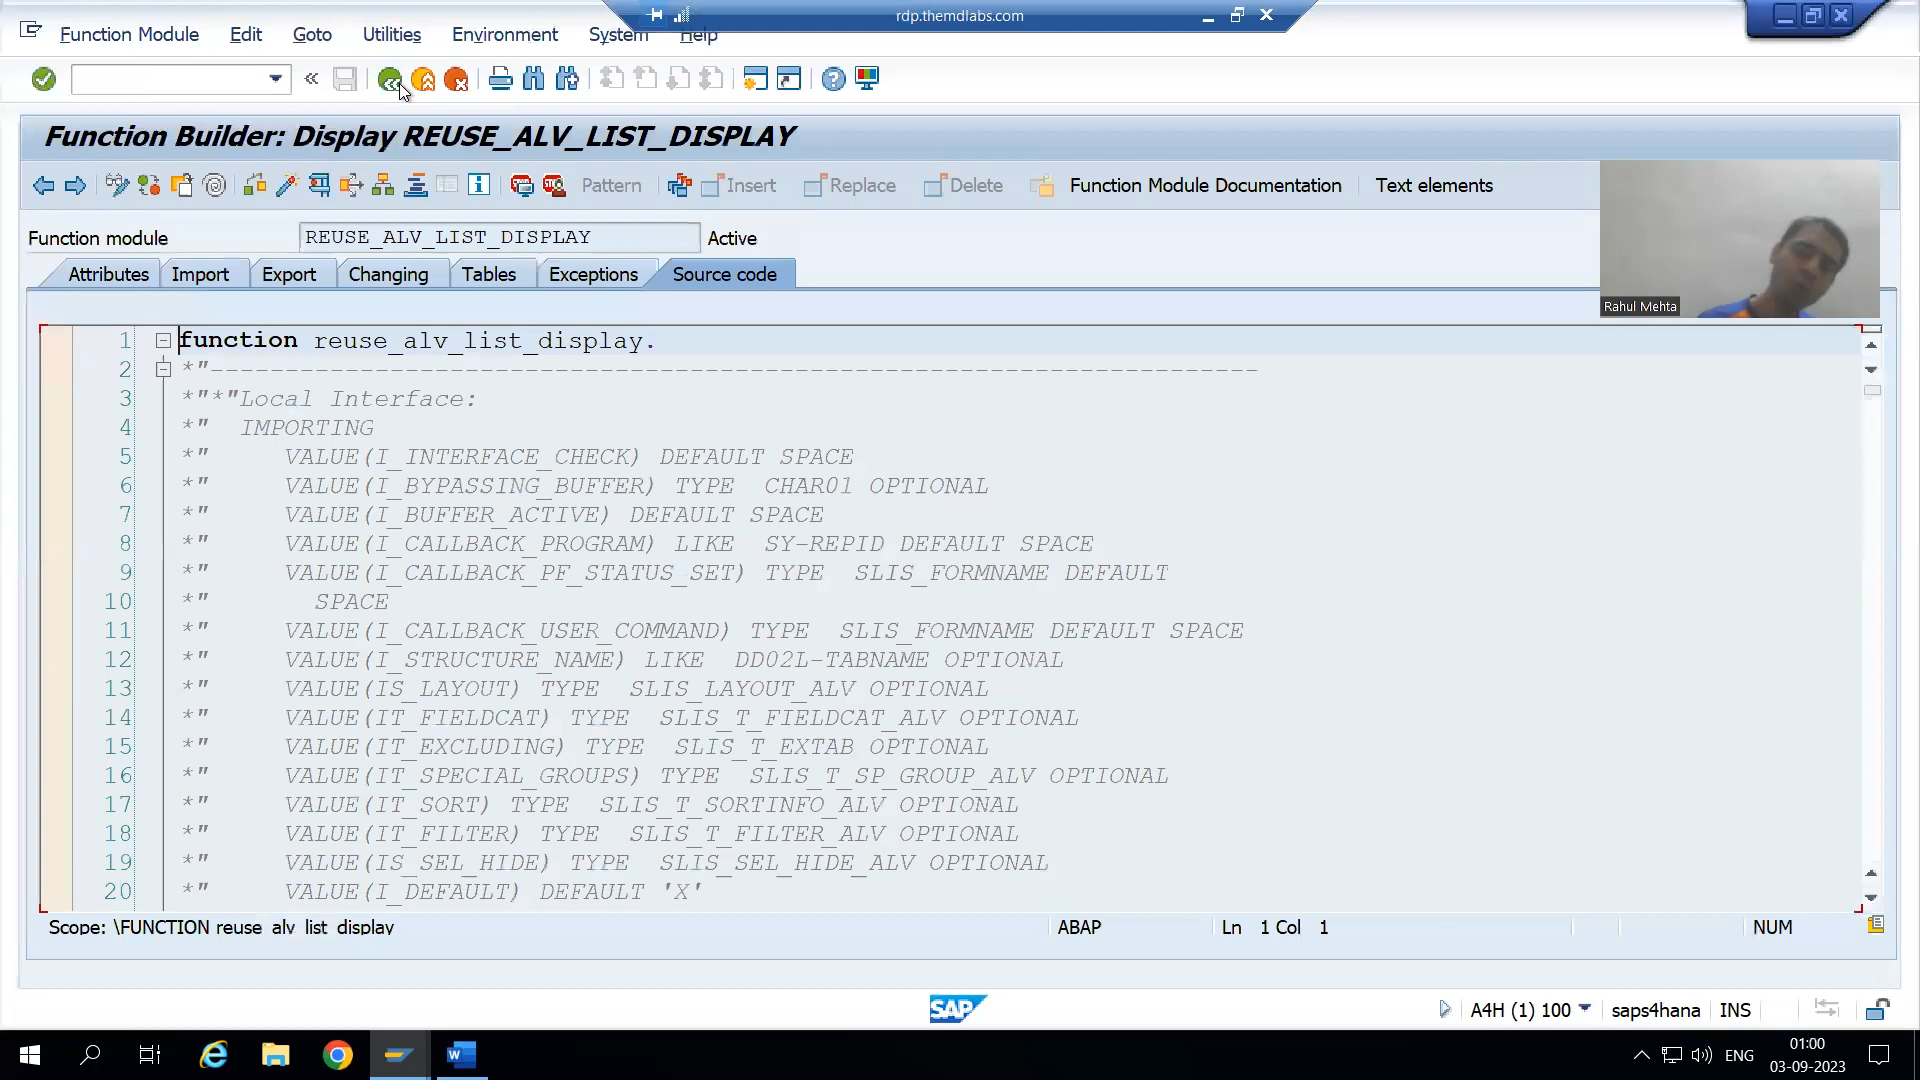 rdp.themdlabs.com
Function Module Edit Goto Utilities Environment System Help
Function Builder: Display REUSE_ALV_LIST_DISPLAY
Pattern Insert Replace Delete Function Module Documentation Text elements
Function module REUSE_ALV_LIST_DISPLAY Active
Rahul Mehta
Attributes Import Export Changing Tables Exceptions Source code
1 function reuse_alv_list_display.
2 *"----------------------------------------------------------------------
3 *"*"Local Interface:
4 *" IMPORTING
5 *" VALUE(I_INTERFACE_CHECK) DEFAULT SPACE
6 *" VALUE(I_BYPASSING_BUFFER) TYPE CHAR01 OPTIONAL
7 *" VALUE(I_BUFFER_ACTIVE) DEFAULT SPACE
8 *" VALUE(I_CALLBACK_PROGRAM) LIKE SY-REPID DEFAULT SPACE
9 *" VALUE(I_CALLBACK_PF_STATUS_SET) TYPE SLIS_FORMNAME DEFAULT
10 *" SPACE
11 *" VALUE(I_CALLBACK_USER_COMMAND) TYPE SLIS_FORMNAME DEFAULT SPACE
12 *" VALUE(I_STRUCTURE_NAME) LIKE DD02L-TABNAME OPTIONAL
13 *" VALUE(IS_LAYOUT) TYPE SLIS_LAYOUT_ALV OPTIONAL
14 *" VALUE(IT_FIELDCAT) TYPE SLIS_T_FIELDCAT_ALV OPTIONAL
15 *" VALUE(IT_EXCLUDING) TYPE SLIS_T_EXTAB OPTIONAL
16 *" VALUE(IT_SPECIAL_GROUPS) TYPE SLIS_T_SP_GROUP_ALV OPTIONAL
17 *" VALUE(IT_SORT) TYPE SLIS_T_SORTINFO_ALV OPTIONAL
18 *" VALUE(IT_FILTER) TYPE SLIS_T_FILTER_ALV OPTIONAL
19 *" VALUE(IS_SEL_HIDE) TYPE SLIS_SEL_HIDE_ALV OPTIONAL
20 *" VALUE(I_DEFAULT) DEFAULT 'X'
Scope: \FUNCTION reuse_alv_list_display ABAP Ln 1 Col 1 NUM
SAP A4H (1) 100 saps4hana INS
ENG 01:00
03-09-2023